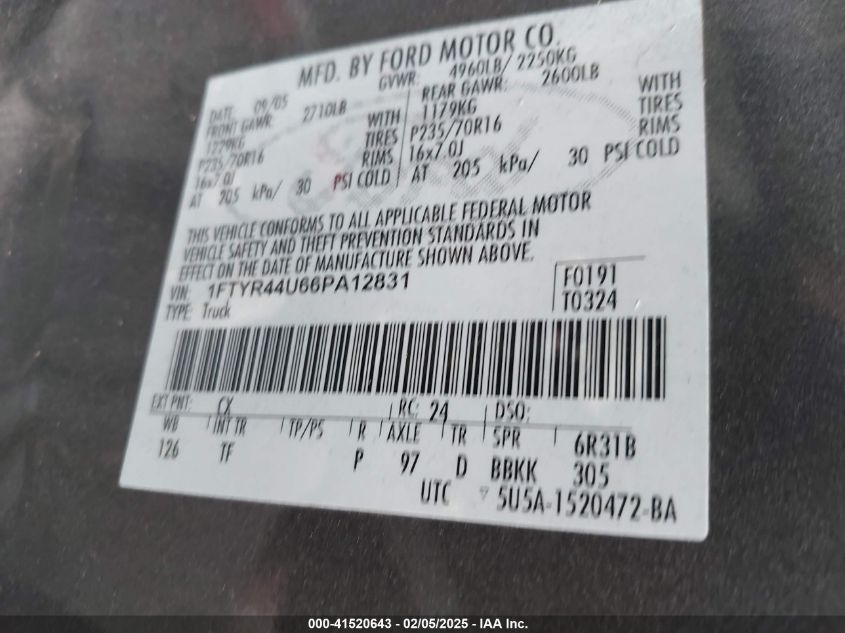 MFD. BY FORD MOTOR CO.
DATE: 09/05 GVWR: 4960LB/ 2250KG
FRONT GAWR: 2710LB REAR GAWR: 2600LB
1229KG WITH 1179KG WITH
P235/70R16 TIRES P235/70R16 TIRES
16x7.0J RIMS 16x7.0J RIMS
AT 205 kPa/ 30 PSI COLD AT 205 kPa/ 30 PSI COLD
THIS VEHICLE CONFORMS TO ALL APPLICABLE FEDERAL MOTOR
VEHICLE SAFETY AND THEFT PREVENTION STANDARDS IN
EFFECT ON THE DATE OF MANUFACTURE SHOWN ABOVE.
VIN: 1FTYR44U66PA12831 F0191
TYPE: Truck T0324
EXT PNT: CX RC: 24 DSO:
WB INT TR TP/PS R AXLE TR SPR 6R31B
126 TF P 97 D BBKK 305
UTC 5U5A-1520472-BA
000-41520643 - 02/05/2025 - IAA Inc.